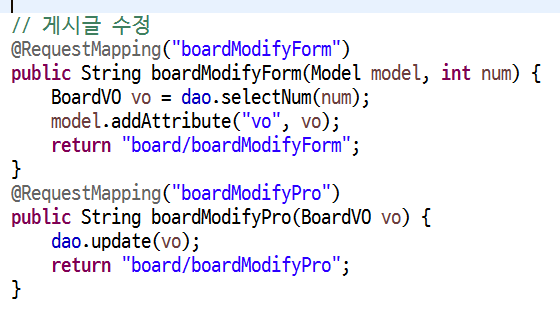 // 게시글 수정
@RequestMapping("boardModifyForm")
public String boardModifyForm(Model model, int num) {
    BoardVO vo = dao.selectNum(num);
    model.addAttribute("vo", vo);
    return "board/boardModifyForm";
}
@RequestMapping("boardModifyPro")
public String boardModifyPro(BoardVO vo) {
    dao.update(vo);
    return "board/boardModifyPro";
}